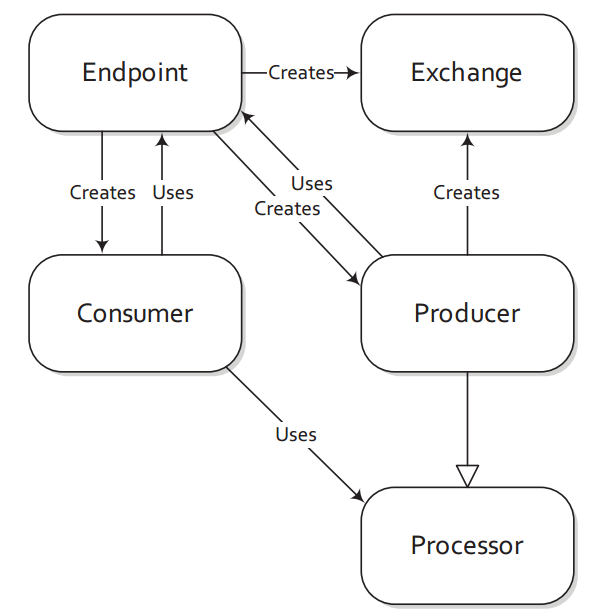 Endpoint
Creates
Exchange
Creates
Uses
Uses
Creates
Creates
Consumer
Producer
Uses
Processor